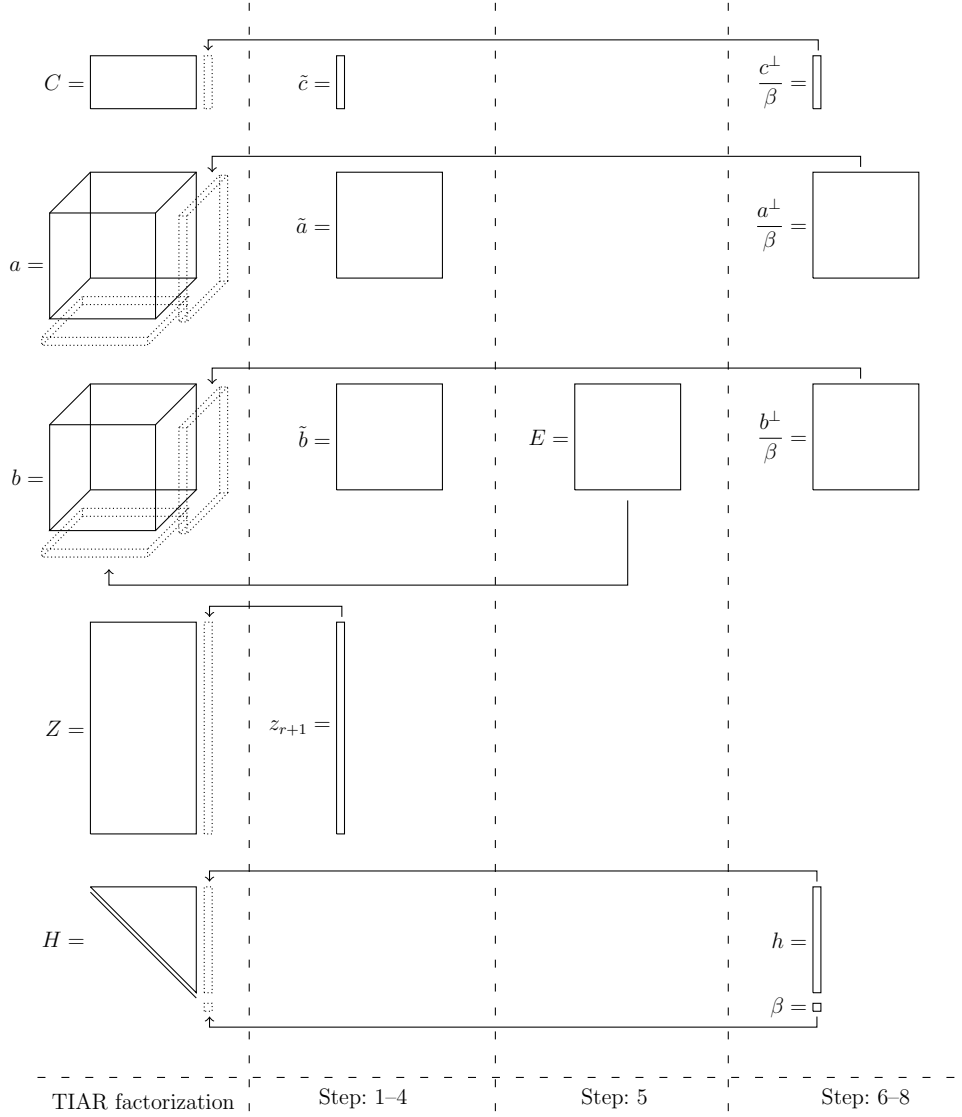 C =
c̃ =
c⊥/β =
a =
ã =
a⊥/β =
b =
b̃ =
E =
b⊥/β =
Z =
z_{r+1} =
H =
h =
β =
TIAR factorization
Step: 1–4
Step: 5
Step: 6–8